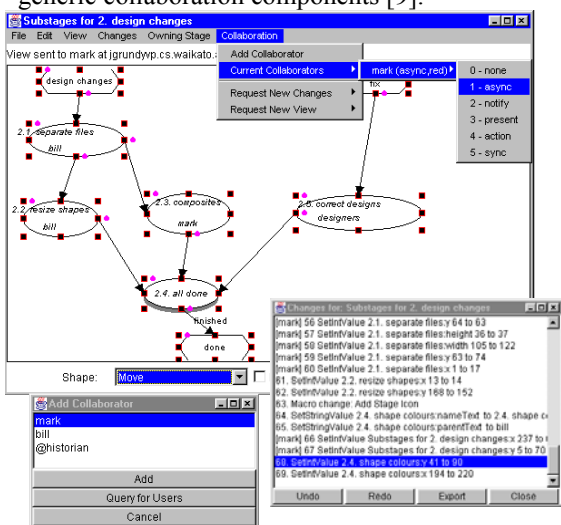 generic collaboration components [9].
Substages for 2. design changes
File Edit View Changes Owning Stage Collaboration
View sent to mark at jgrundywp.cs.waikato.
Add Collaborator
Current Collaborators
mark (async,red)
0 - none
1 - async
2 - notify
3 - present
4 - action
5 - sync
Request New Changes
Request New View
design changes
fix
2.1. separate files
bill
2.2. resize shapes
bill
2.3. composites
mark
designs
designers
2.4. all done
finished
done
Shape: Move
Add Collaborator
mark
bill
@historian
Add
Query for Users
Cancel
Changes for: Substages for 2. design changes
[mark] 56 SetIntValue 2.1. separate files:y 64 to 63
[mark] 57 SetIntValue 2.1. separate files:height 36 to 37
[mark] 58 SetIntValue 2.1. separate files:width 105 to 122
[mark] 59 SetIntValue 2.1. separate files:y 63 to 74
[mark] 60 SetIntValue 2.1. separate files:x 1 to 17
61. SetIntValue 2.2. resize shapes:x 13 to 14
62. SetIntValue 2.2. resize shapes:y 168 to 152
63. Macro change: Add Stage Icon
64. SetStringValue 2.4. shape colours:nameText to 2.4. shape c
65. SetStringValue 2.4. shape colours:parentText to bill
[mark] 66 SetIntValue Substages for 2. design changes:x 237 to
[mark] 67 SetIntValue Substages for 2. design changes:y 5 to 70
68. SetIntValue 2.4. shape colours:y 41 to 90
69. SetIntValue 2.4. shape colours:x 194 to 220
Undo Redo Export Close